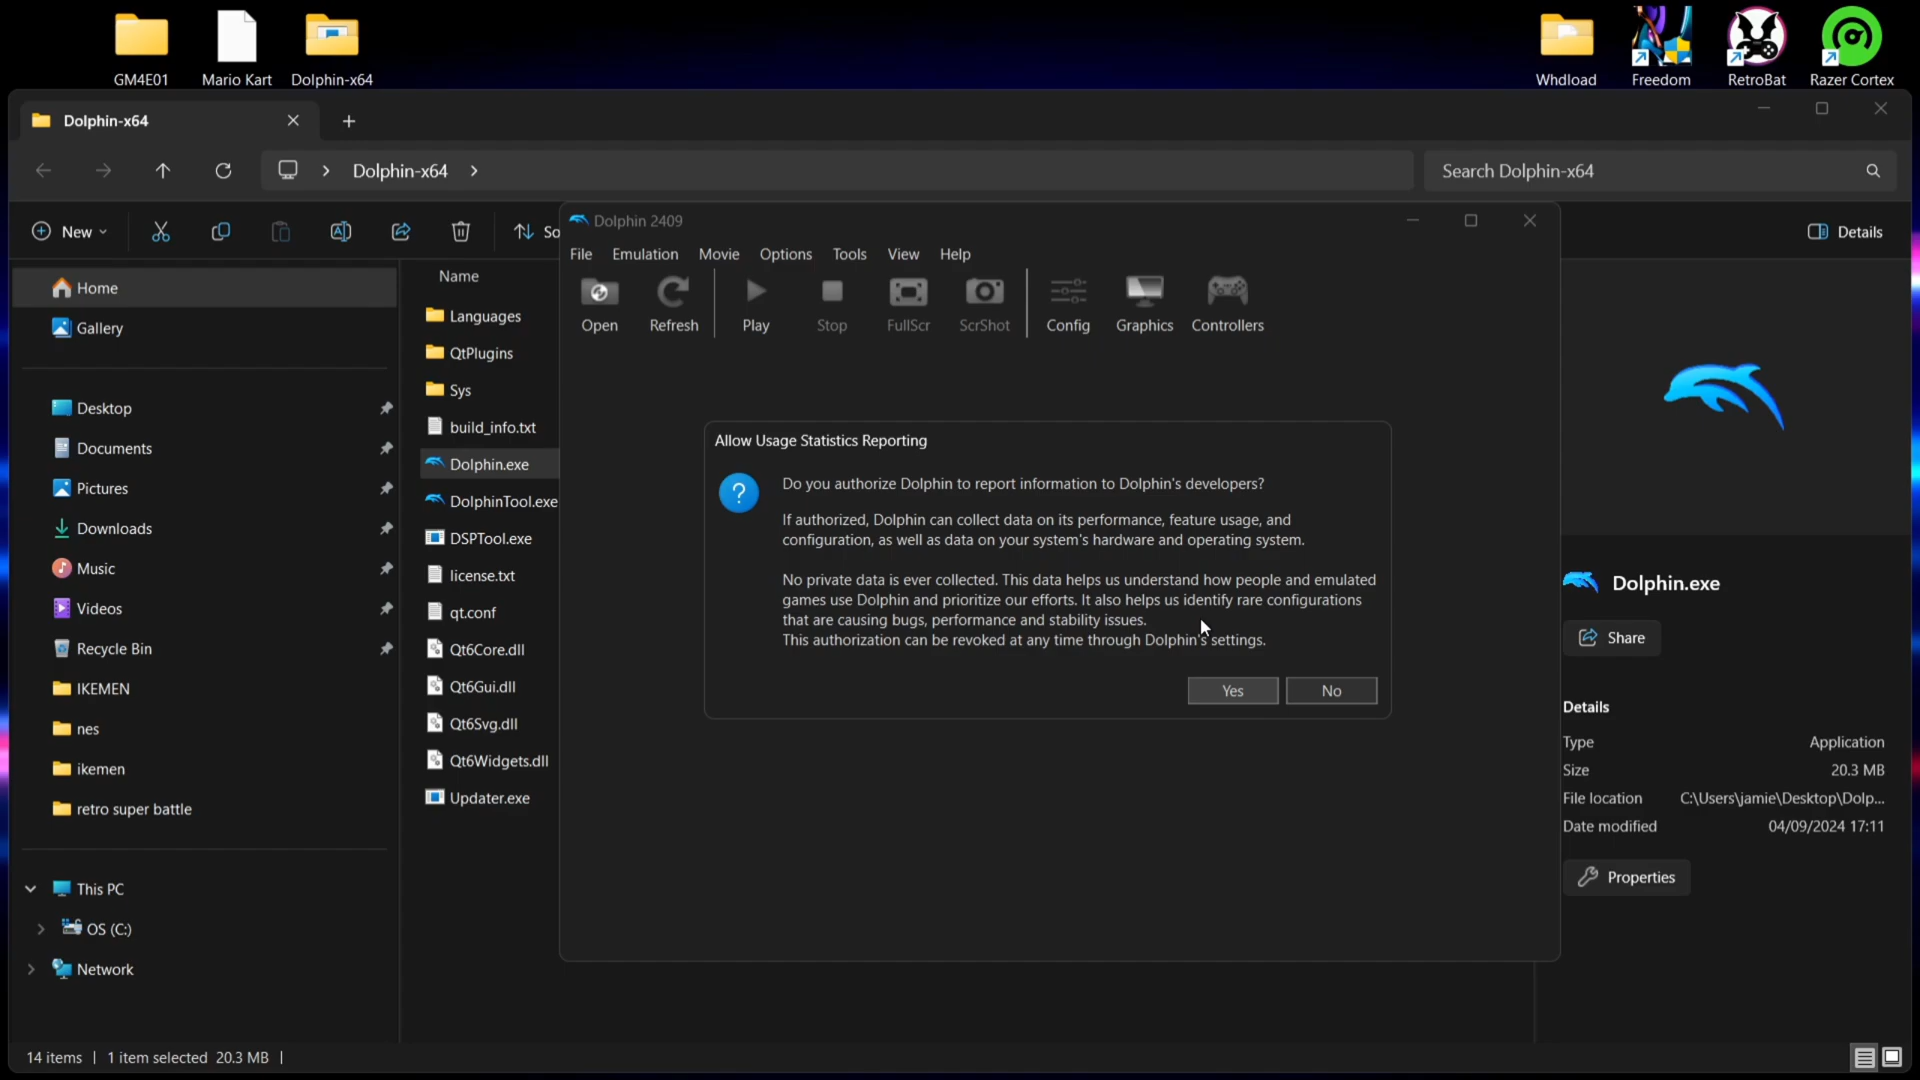 GM4E01
Mario Kart
Dolphin-x64
Whdload
Freedom
RetroBat
Razer Cortex
Dolphin-x64
Dolphin-x64
Search Dolphin-x64
New
So
Details
Home
Gallery
Desktop
Documents
Pictures
Downloads
Music
Videos
Recycle Bin
IKEMEN
nes
ikemen
retro super battle
This PC
OS (C:)
Network
Name
Languages
QtPlugins
Sys
build_info.txt
Dolphin.exe
DolphinTool.exe
DSPTool.exe
license.txt
qt.conf
Qt6Core.dll
Qt6Gui.dll
Qt6Svg.dll
Qt6Widgets.dll
Updater.exe
Dolphin 2409
File Emulation Movie Options Tools View Help
Open Refresh Play Stop FullScr ScrShot Config Graphics Controllers
Allow Usage Statistics Reporting
Do you authorize Dolphin to report information to Dolphin's developers?
If authorized, Dolphin can collect data on its performance, feature usage, and
configuration, as well as data on your system's hardware and operating system.
No private data is ever collected. This data helps us understand how people and emulated
games use Dolphin and prioritize our efforts. It also helps us identify rare configurations
that are causing bugs, performance and stability issues.
This authorization can be revoked at any time through Dolphin's settings.
Yes
No
Dolphin.exe
Share
Details
Type Application
Size 20.3 MB
File location C:\Users\jamie\Desktop\Dolp...
Date modified 04/09/2024 17:11
Properties
14 items | 1 item selected 20.3 MB |